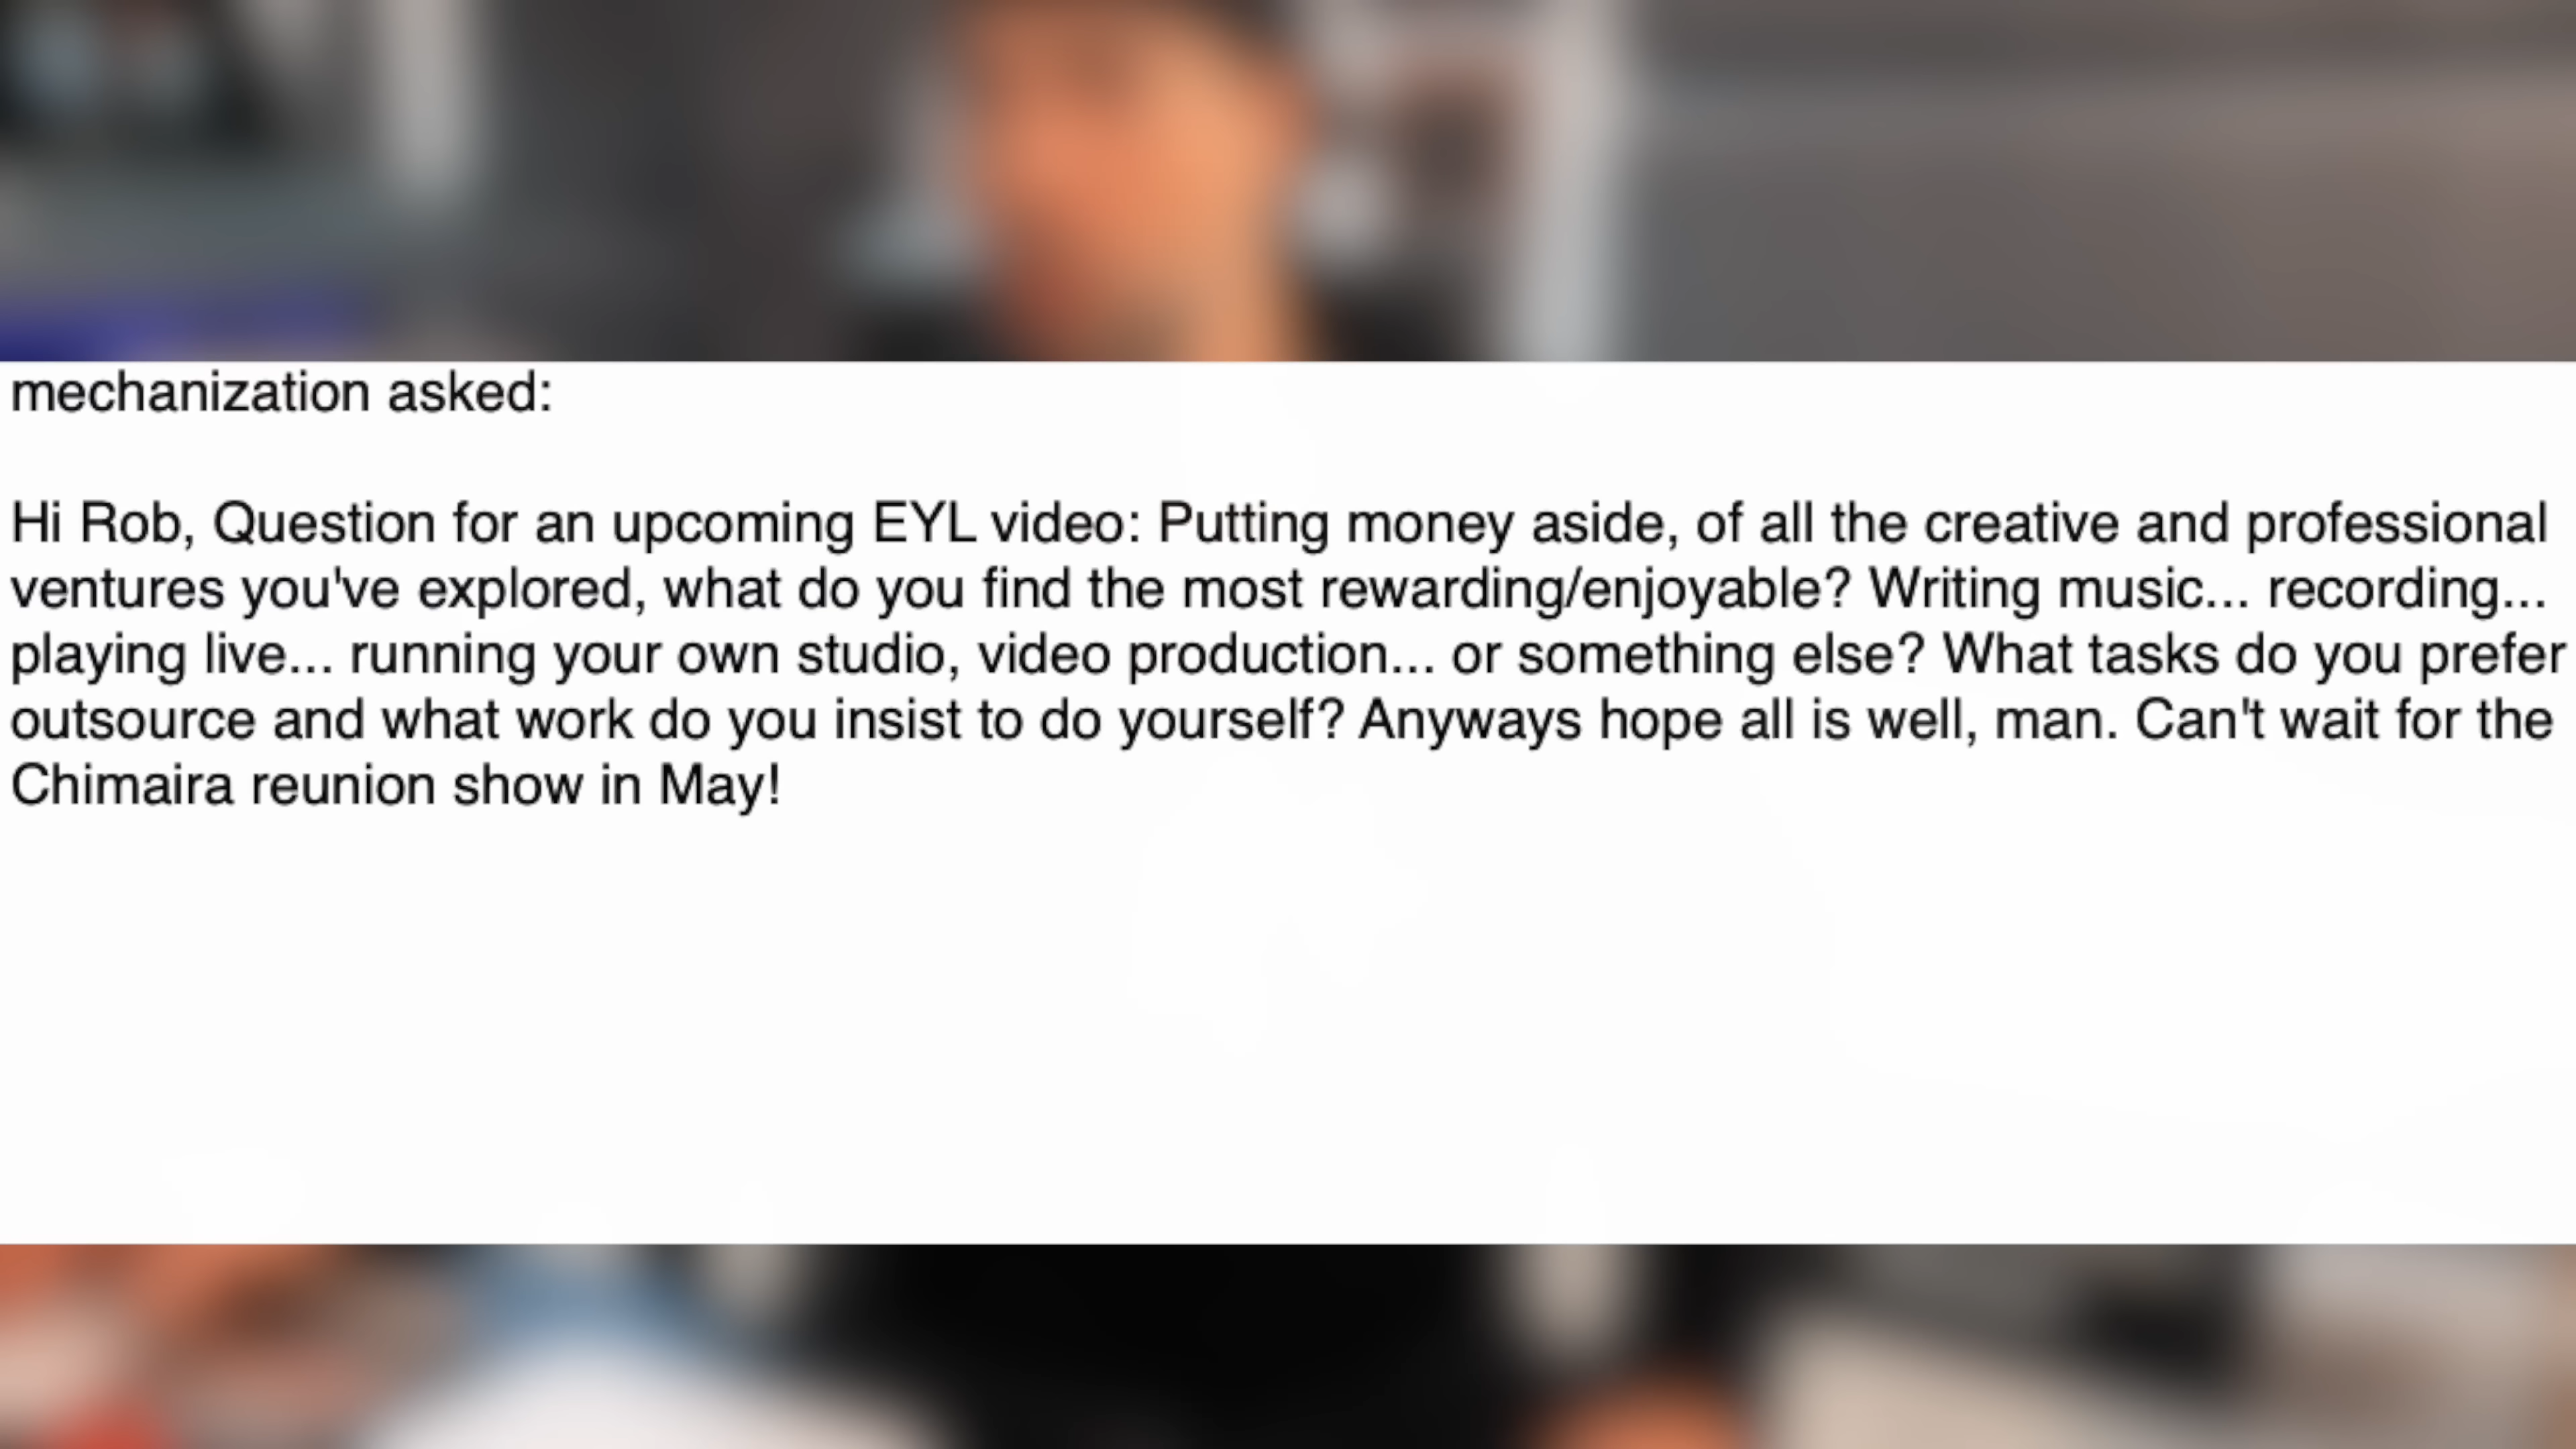 mechanization asked:
Hi Rob, Question for an upcoming EYL video: Putting money aside, of all the creative and professional
ventures you've explored, what do you find the most rewarding/enjoyable? Writing music... recording...
playing live... running your own studio, video production... or something else? What tasks do you prefer
outsource and what work do you insist to do yourself? Anyways hope all is well, man. Can't wait for the
Chimaira reunion show in May!